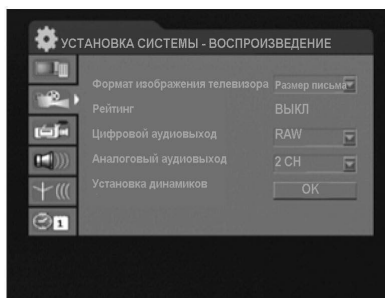 УСТАНОВКА СИСТЕМЫ - ВОСПРОИЗВЕДЕНИЕ
Формат изображения телевизора Размер письма
Рейтинг ВЫКЛ
Цифровой аудиовыход RAW
Аналоговый аудиовыход 2 CH
Установка динамиков OK
1